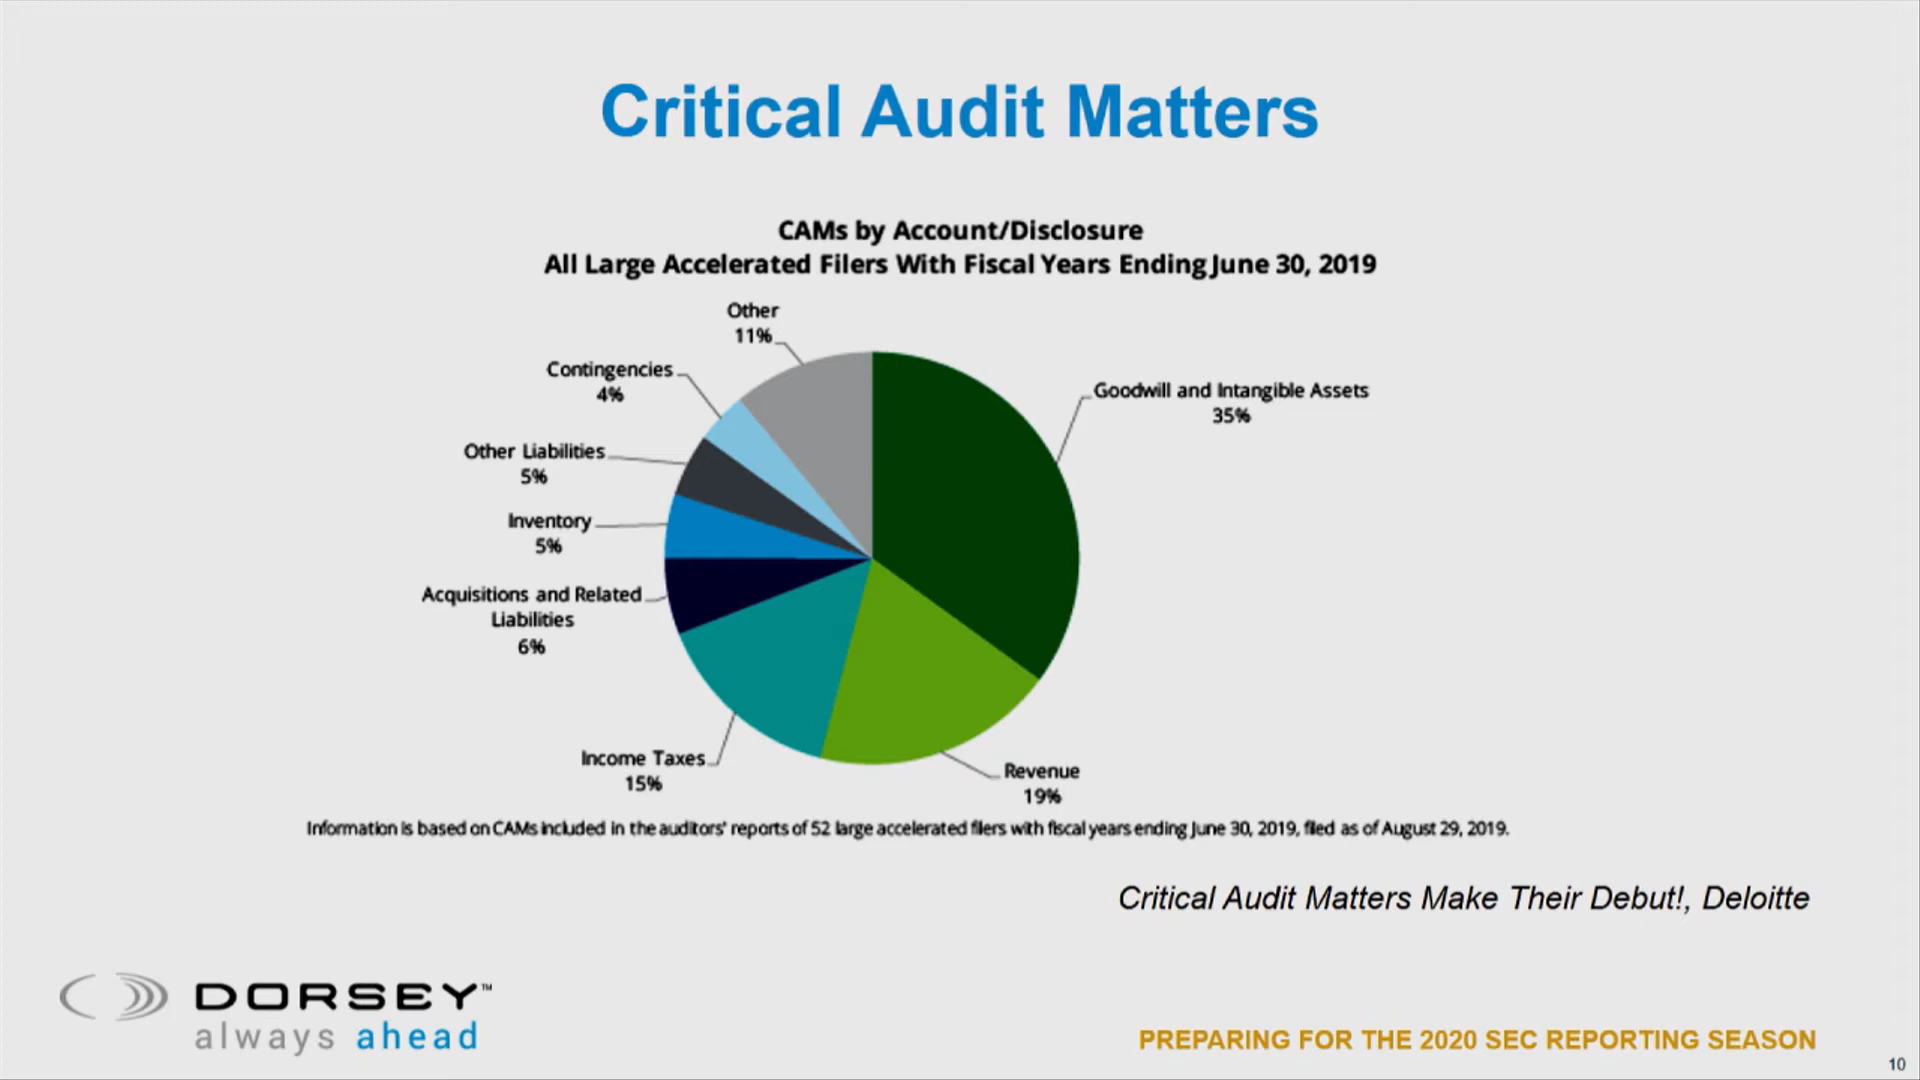 Critical Audit Matters
CAMs by Account/Disclosure
All Large Accelerated Filers With Fiscal Years Ending June 30, 2019
Other
11%
Contingencies
4%
Goodwill and Intangible Assets
35%
Other Liabilities
5%
Inventory
5%
Acquisitions and Related
Liabilities
6%
Income Taxes
15%
Revenue
19%
Information is based on CAMs included in the auditors' reports of 52 large accelerated filers with fiscal years ending June 30, 2019, filed as of August 29, 2019.
Critical Audit Matters Make Their Debut!, Deloitte
DORSEY™
always ahead
PREPARING FOR THE 2020 SEC REPORTING SEASON
10